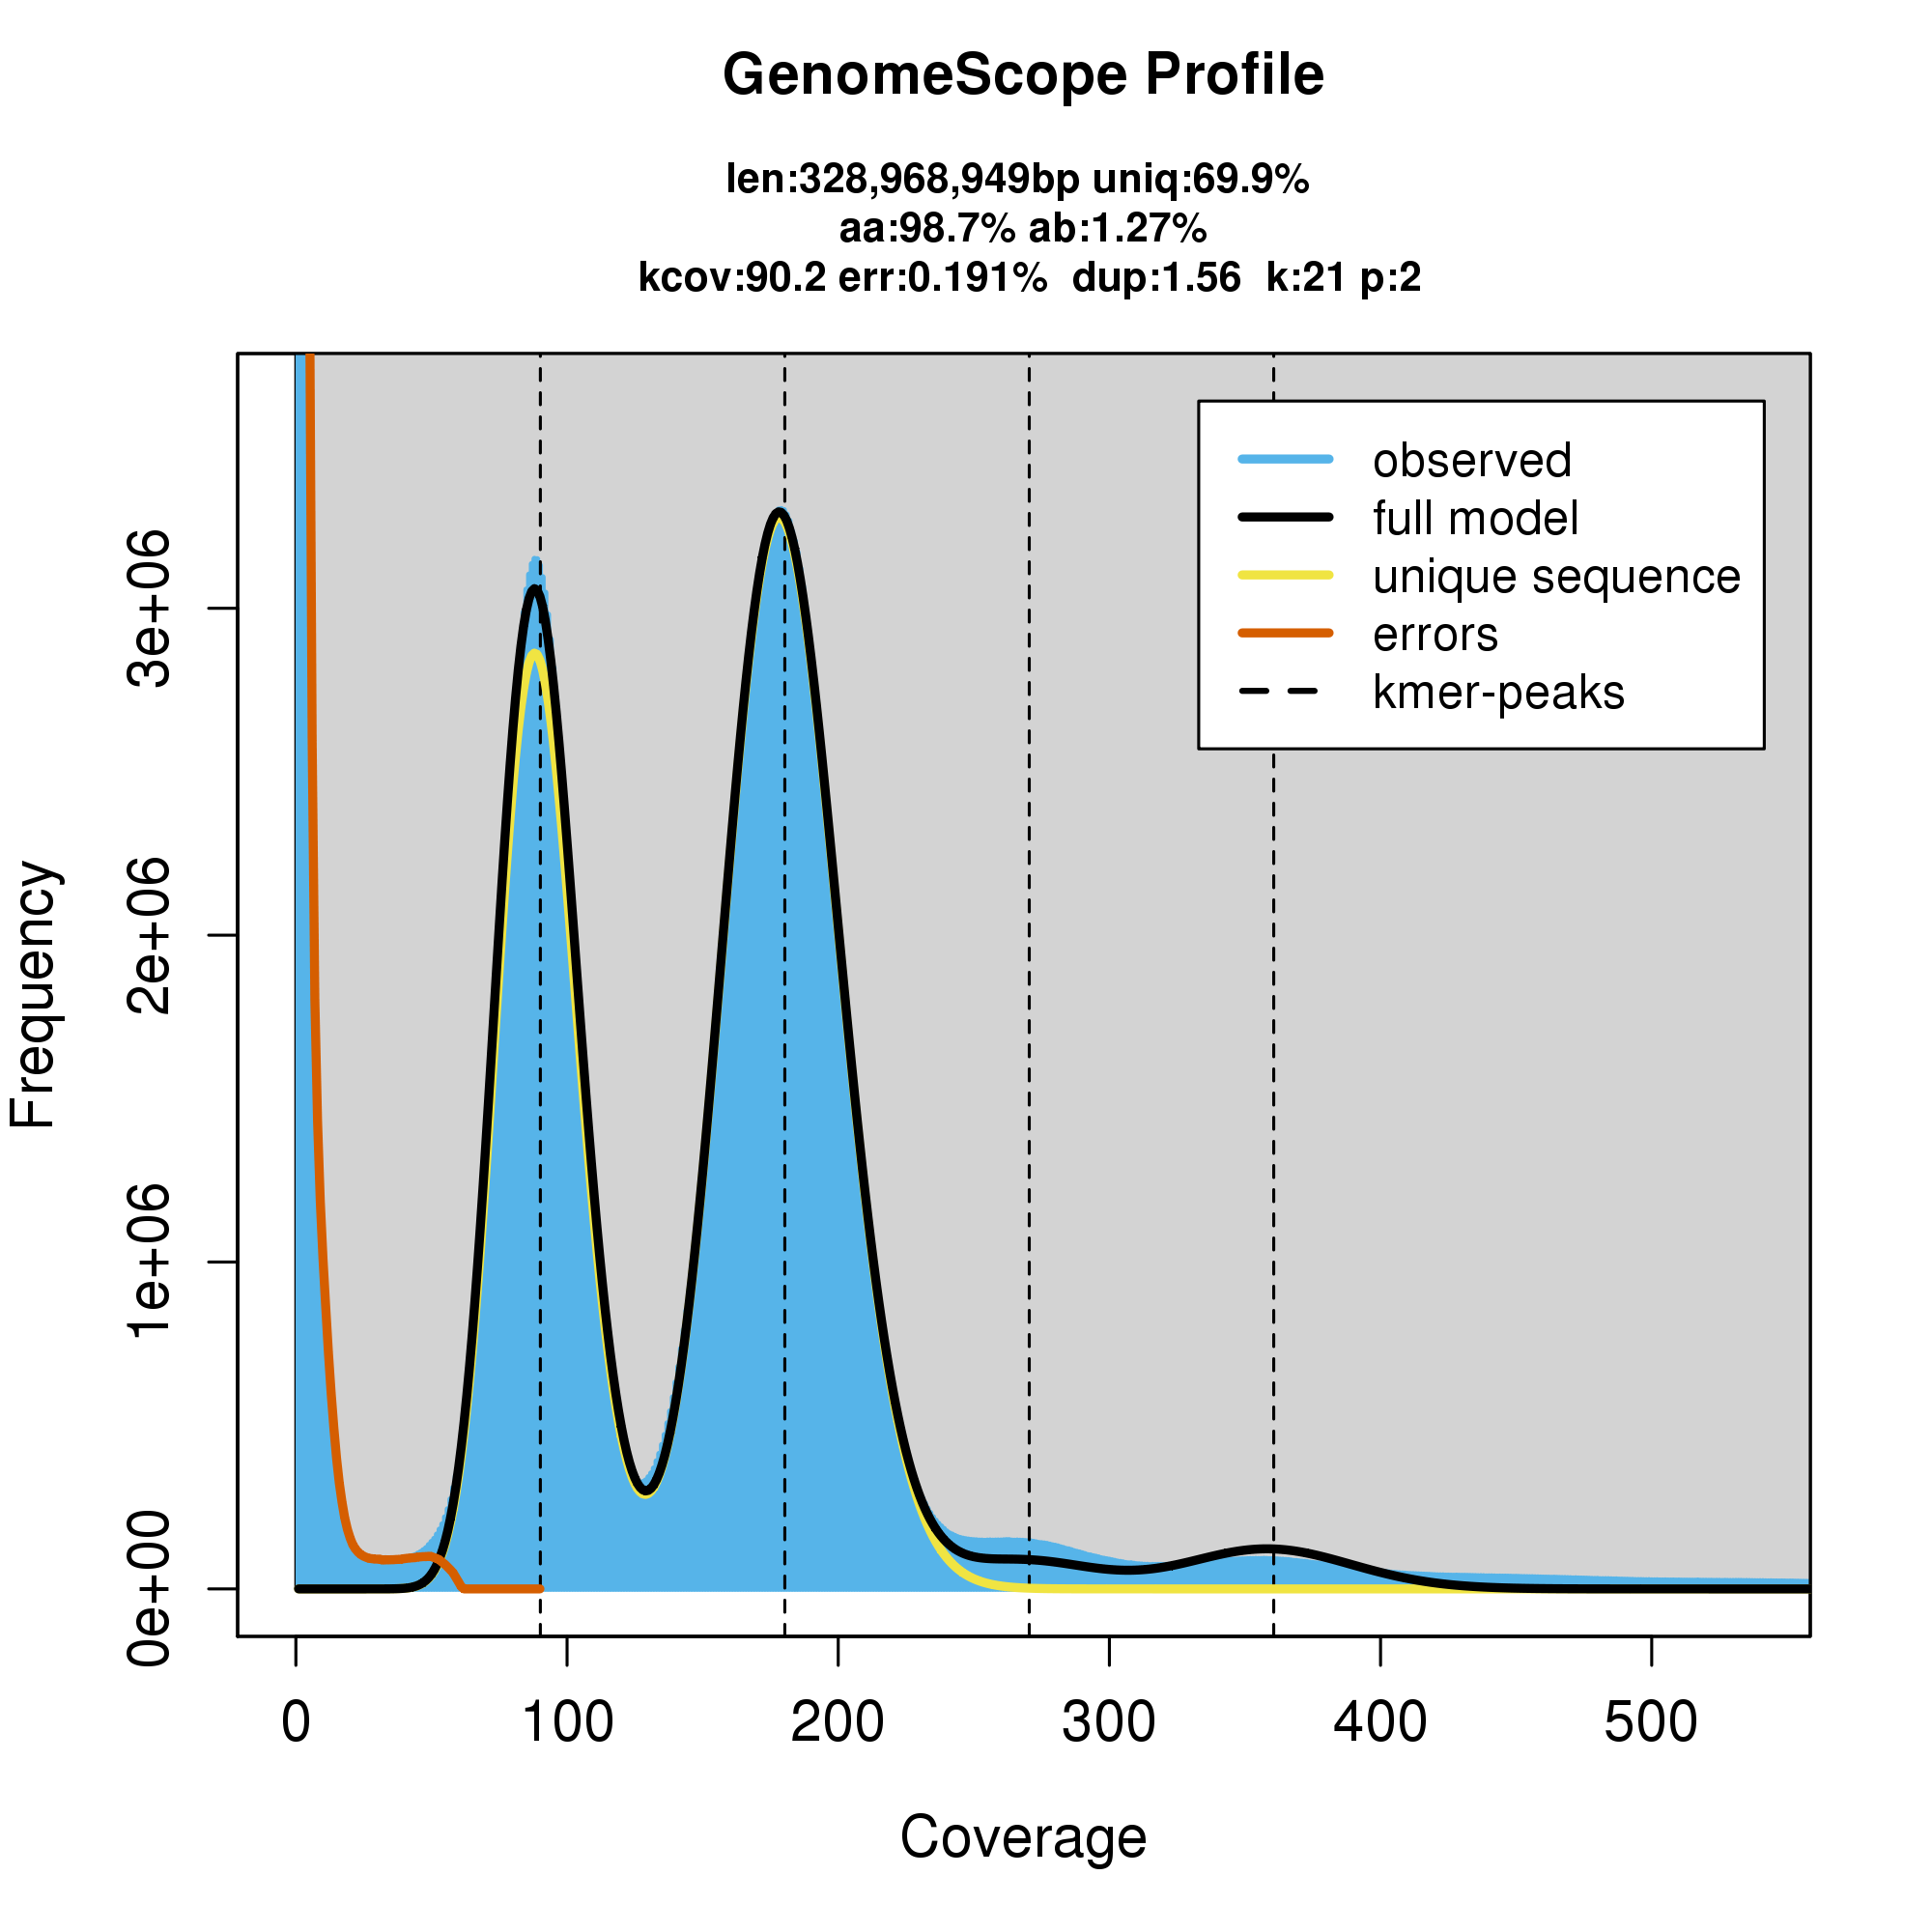 GenomeScope Profile
len:328,968,949bp uniq:69.9%
aa:98.7% ab:1.27%
kcov:90.2 err:0.191%  dup:1.56  k:21 p:2
observed
full model
unique sequence
errors
kmer-peaks
Frequency
3e+06
2e+06
1e+06
0e+00
0 100 200 300 400 500
Coverage